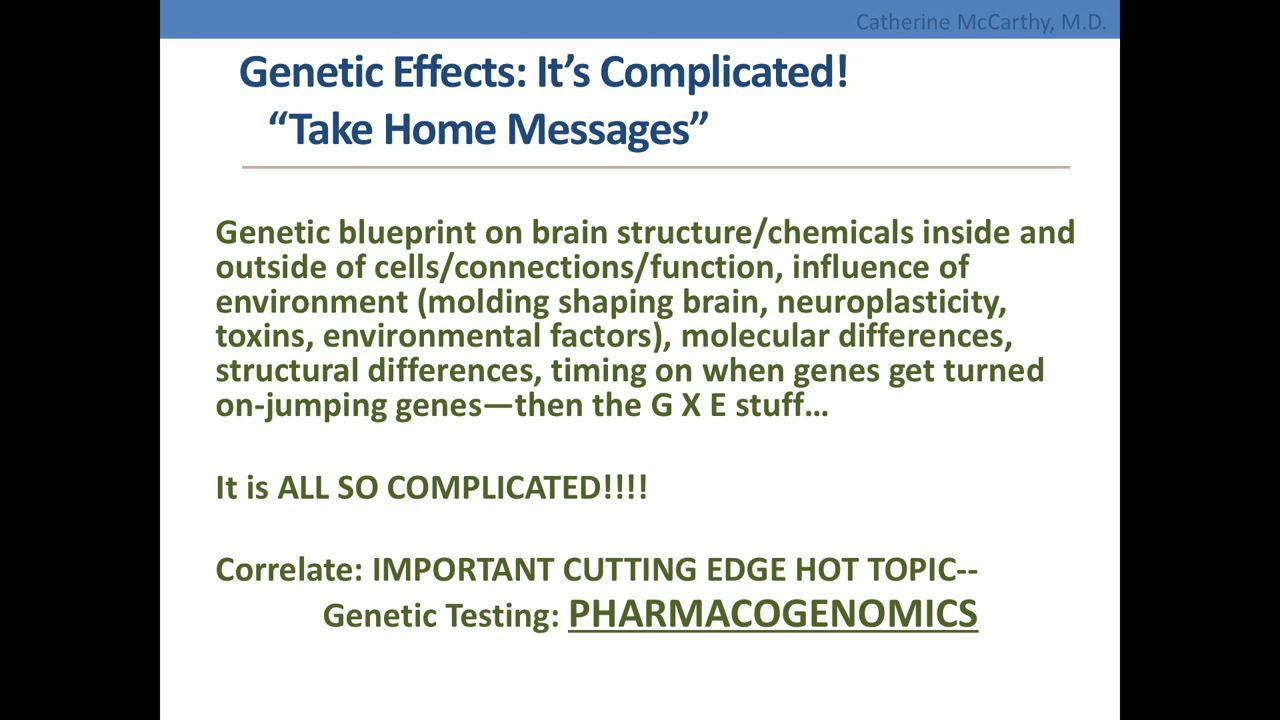 Catherine McCarthy, M.D.
Genetic Effects: It’s Complicated!
“Take Home Messages”
Genetic blueprint on brain structure/chemicals inside and
outside of cells/connections/function, influence of
environment (molding shaping brain, neuroplasticity,
toxins, environmental factors), molecular differences,
structural differences, timing on when genes get turned
on-jumping genes—then the G X E stuff…
It is ALL SO COMPLICATED!!!!
Correlate: IMPORTANT CUTTING EDGE HOT TOPIC--
Genetic Testing: PHARMACOGENOMICS